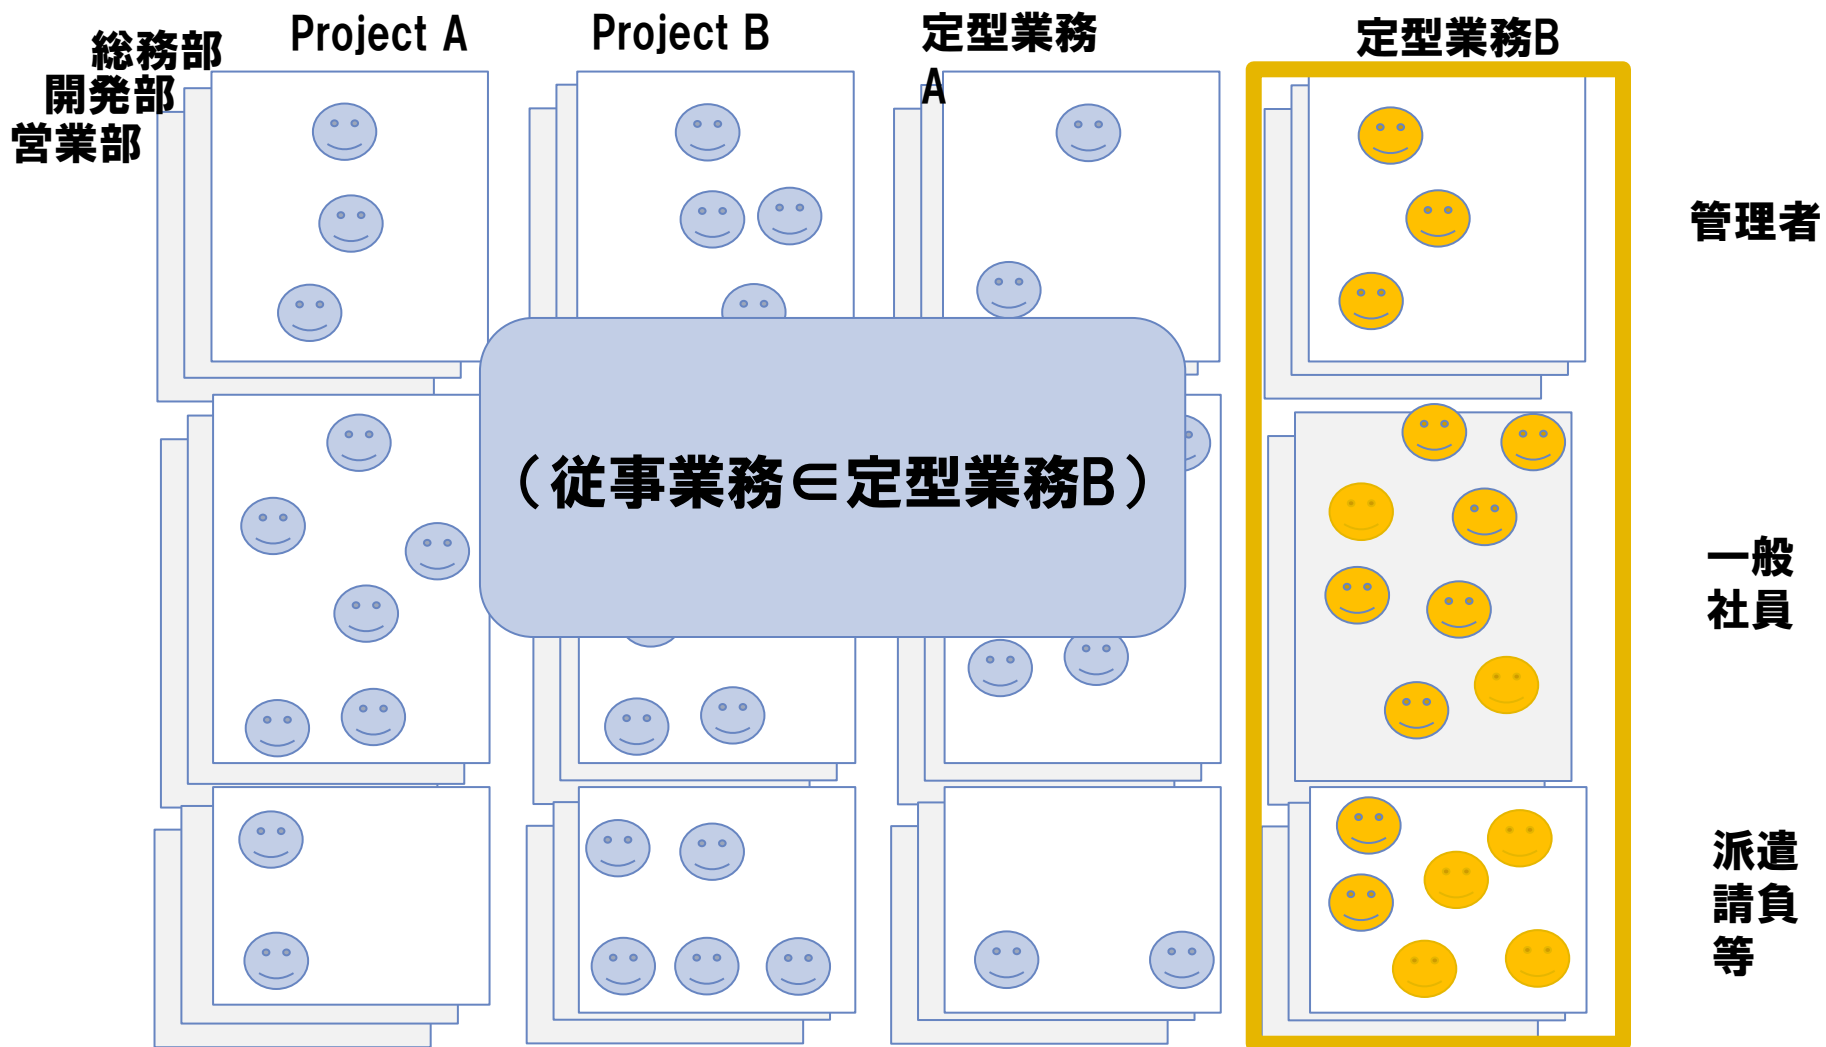 総務部
開発部
営業部
Project A
Project B
定型業務
A
定型業務B
管理者
（従事業務∈定型業務B）
一般
社員
派遣
請負
等